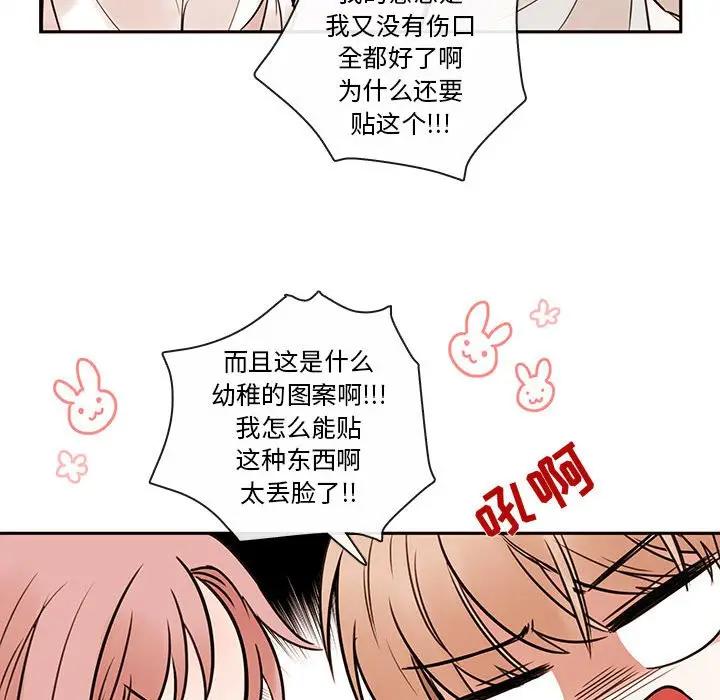 我又没有伤口
全都好了啊
为什么还要
贴这个!!!
而且这是什么
幼稚的图案啊!!!
我怎么能贴
这种东西啊
太丢脸了!!
吼啊